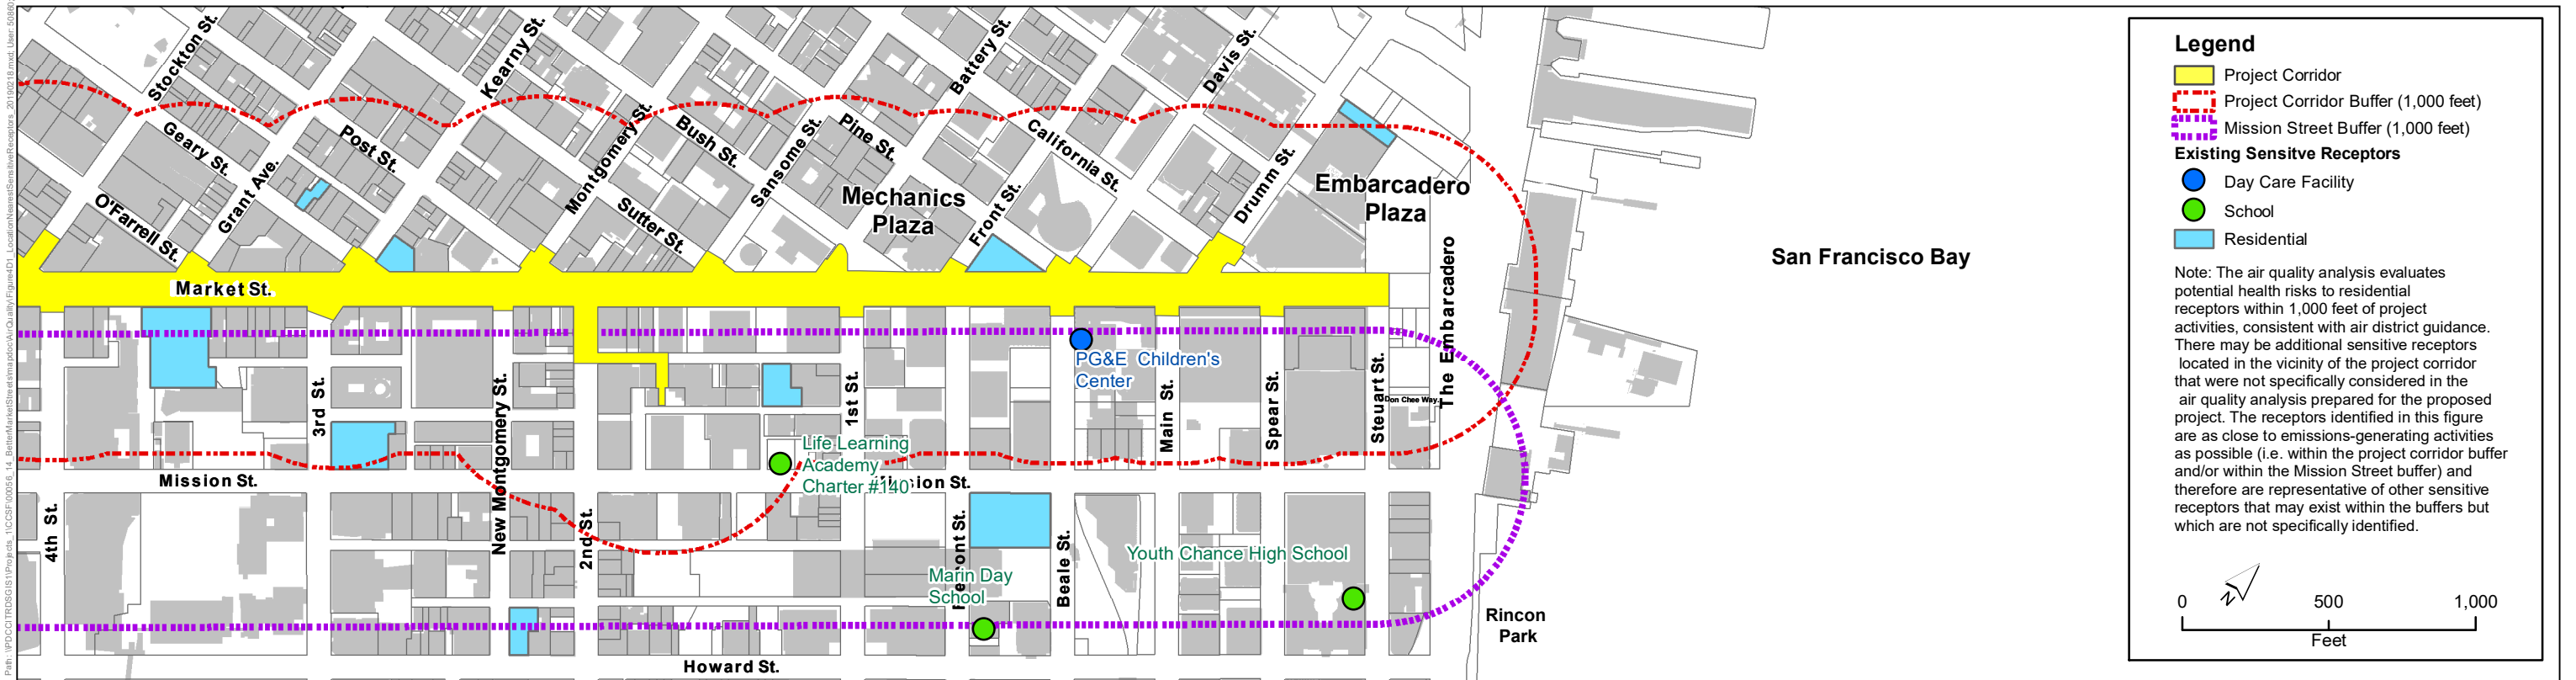 Stockton St.
Kearny St.
Battery St.
Davis St.
Geary St.
Post St.
Montgomery St.
Bush St.
Sansome St.
Pine St.
California St.
Drumm St.
O'Farrell St.
Grant Ave.
Sutter St.
Mechanics
Plaza
Front St.
Embarcadero
Plaza
The Embarcadero
San Francisco Bay
Market St.
PG&E Children's
Center
3rd St.
New Montgomery St.
1st St.
Main St.
Spear St.
Steuart St.
Don Chee Way
Life Learning
Academy
Charter #140
Mission St.
Mission St.
4th St.
2nd St.
Beale St.
Youth Chance High School
Marin Day
School
Rincon
Park
Howard St.
Legend
Project Corridor
Project Corridor Buffer (1,000 feet)
Mission Street Buffer (1,000 feet)
Existing Sensitve Receptors
Day Care Facility
School
Residential
Note: The air quality analysis evaluates
potential health risks to residential
receptors within 1,000 feet of project
activities, consistent with air district guidance.
There may be additional sensitive receptors
located in the vicinity of the project corridor
that were not specifically considered in the
air quality analysis prepared for the proposed
project. The receptors identified in this figure
are as close to emissions-generating activities
as possible (i.e. within the project corridor buffer
and/or within the Mission Street buffer) and
therefore are representative of other sensitive
receptors that may exist within the buffers but
which are not specifically identified.
N
0 500 1,000
Feet